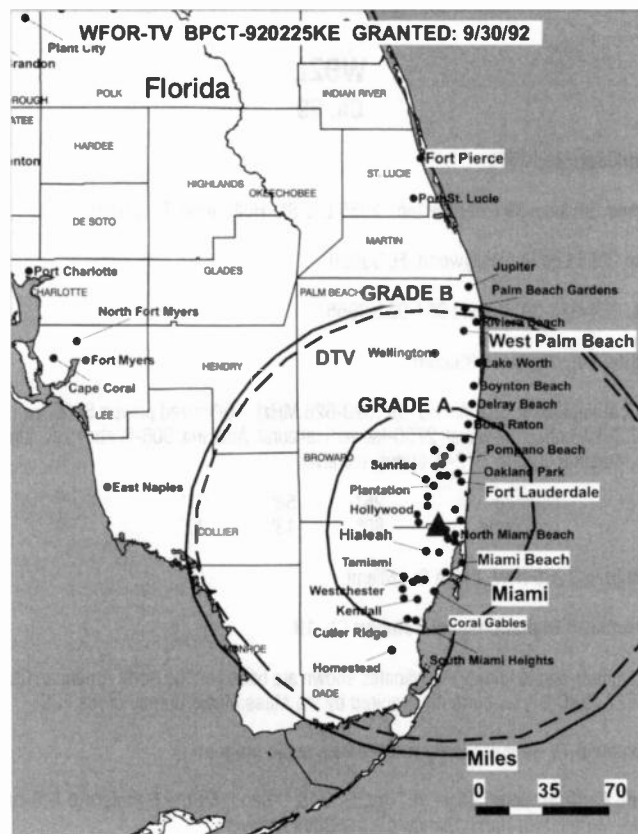 WFOR-TV BPCT-920225KE GRANTED: 9/30/92
Plant City
Brandon
Florida
POLK
INDIAN RIVER
HARDEE
Fort Pierce
ST. LUCIE
HIGHLANDS
OKEECHOBEE
Port St. Lucie
DE SOTO
MARTIN
Port Charlotte
CHARLOTTE
GLADES
Jupiter
PALM BEACH
GRADE B
Palm Beach Gardens
North Fort Myers
Riviera Beach
West Palm Beach
DTV
Wellington
Fort Myers
HENDRY
Lake Worth
Cape Coral
Boynton Beach
GRADE A
Delray Beach
LEE
Boca Raton
BROWARD
Pompano Beach
Sunrise
Oakland Park
East Naples
Plantation
Fort Lauderdale
Hollywood
COLLIER
Hialeah
North Miami Beach
Tamiami
Miami Beach
Westchester
Miami
Kendall
Coral Gables
Cutler Ridge
MONROE
South Miami Heights
Homestead
DADE
Miles
0 35 70